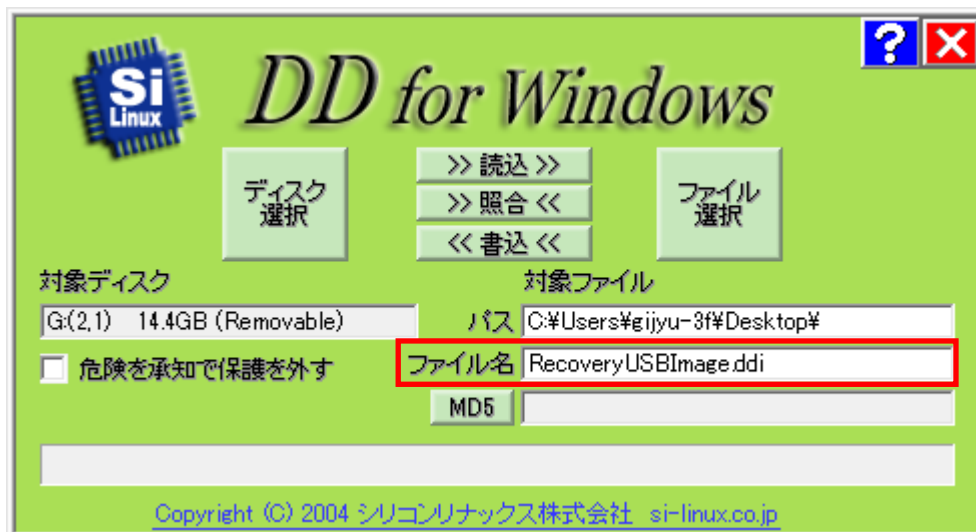 Si
Linux
DD for Windows
?
ディスク
選択
>> 読込 >>
>> 照合 <<
<< 書込 <<
ファイル
選択
対象ディスク
対象ファイル
G:(2,1) 14.4GB (Removable)
パス C:¥Users¥gijyu-3f¥Desktop¥
危険を承知で保護を外す
ファイル名 RecoveryUSBImage.ddi
MD5
Copyright (C) 2004 シリコンリナックス株式会社 si-linux.co.jp